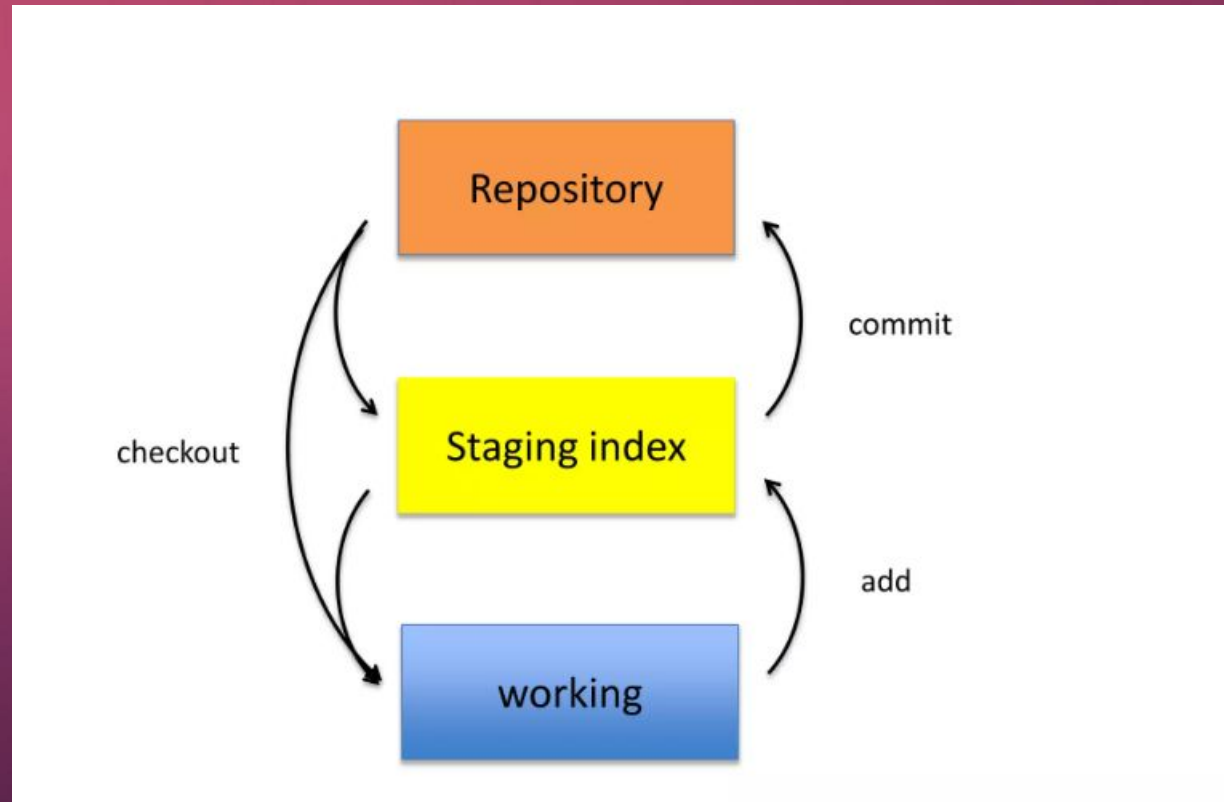 Repository
commit
checkout
Staging index
add
working